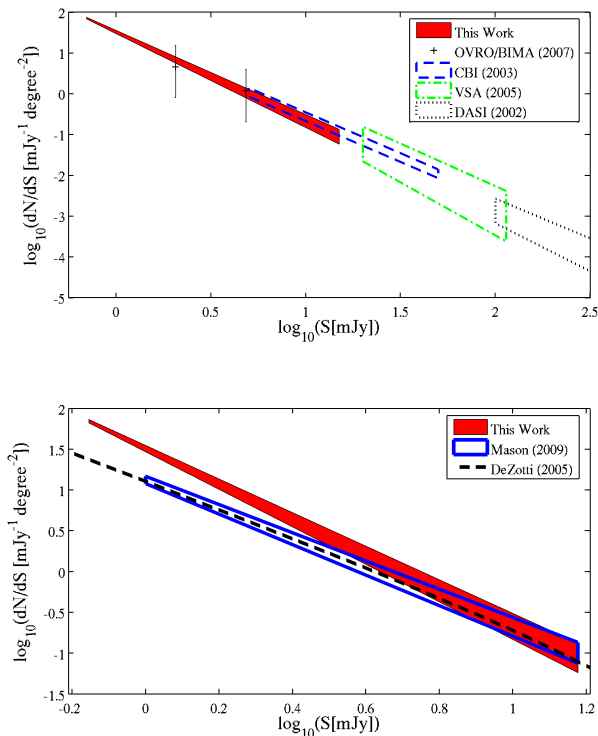 log10(dN/dS [mJy-1 degree-2])
2
1
0
-1
-2
-3
-4
-5
0
0.5
1
1.5
2
2.5
log10(S[mJy])
This Work
OVRO/BIMA (2007)
CBI (2003)
VSA (2005)
DASI (2002)
log10(dN/dS [mJy-1 degree-2])
2
1.5
1
0.5
0
-0.5
-1
-1.5
-0.2
0
0.2
0.4
0.6
0.8
1
1.2
log10(S[mJy])
This Work
Mason (2009)
DeZotti (2005)